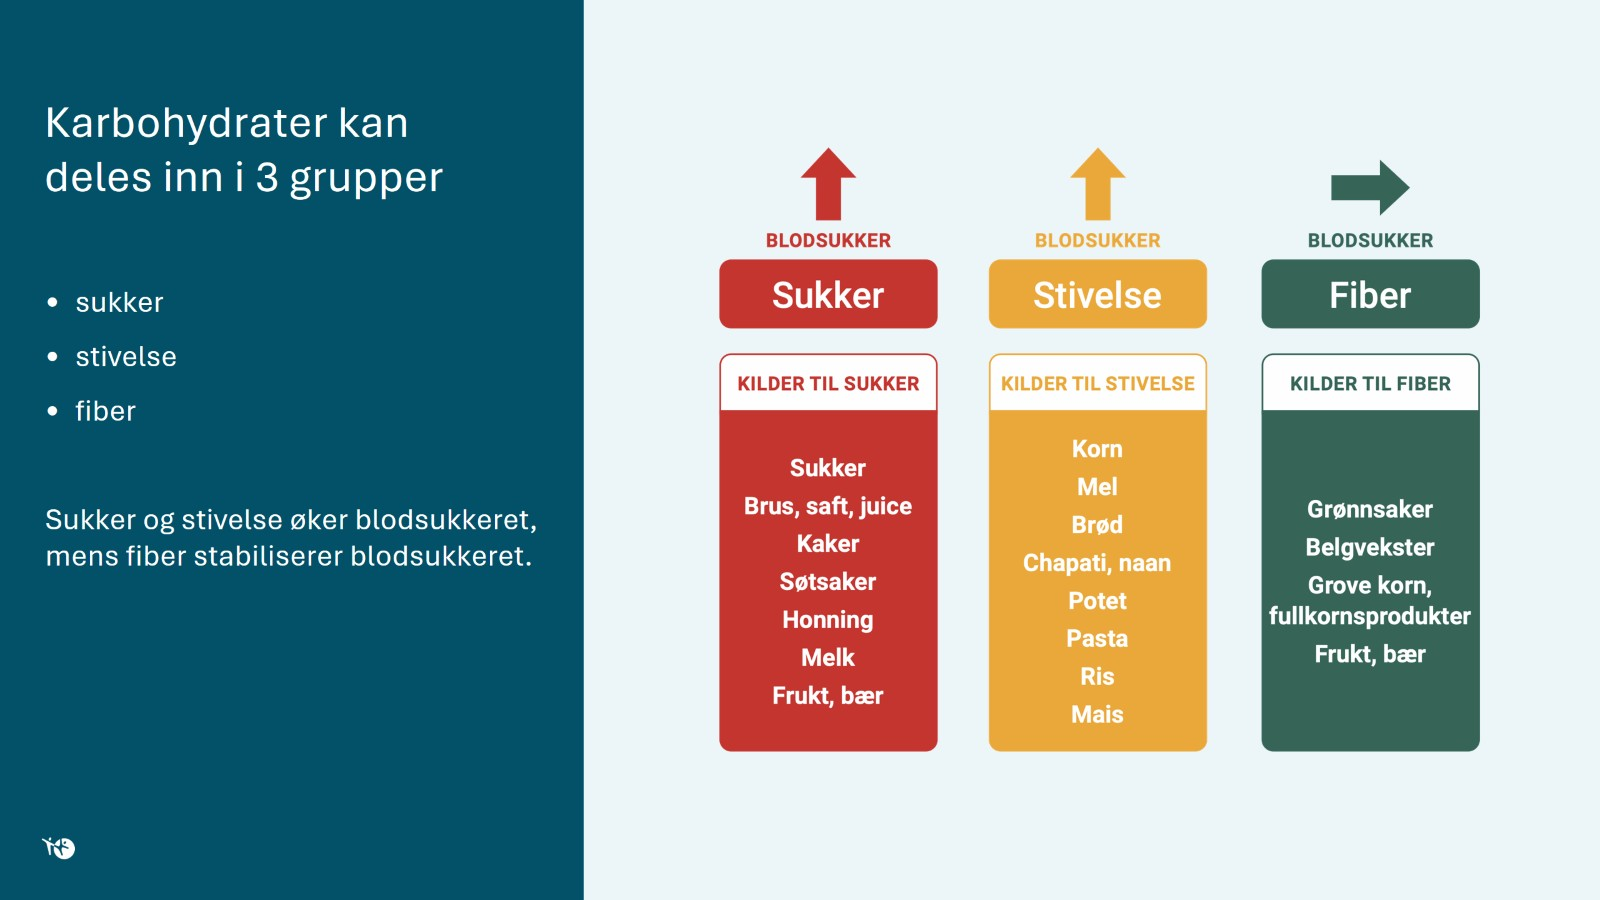 Karbohydrater kan
deles inn i 3 grupper
• sukker
• stivelse
• fiber
Sukker og stivelse øker blodsukkeret,
mens fiber stabiliserer blodsukkeret.
BLODSUKKER
Sukker
KILDER TIL SUKKER
Sukker
Brus, saft, juice
Kaker
Søtsaker
Honning
Melk
Frukt, bær
BLODSUKKER
Stivelse
KILDER TIL STIVELSE
Korn
Mel
Brød
Chapati, naan
Potet
Pasta
Ris
Mais
BLODSUKKER
Fiber
KILDER TIL FIBER
Grønnsaker
Belgvekster
Grove korn,
fullkornsprodukter
Frukt, bær